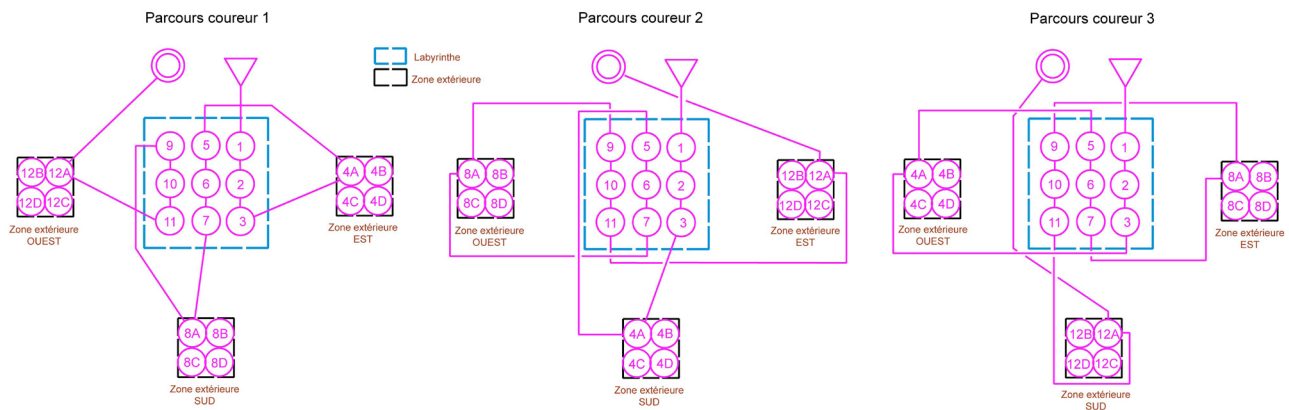 Parcours coureur 1
Labyrinthe
Zone extérieure
9 5 1
12B 12A
10 6 2
4A 4B
12D 12C
11 7 3
4C 4D
Zone extérieure
OUEST
Zone extérieure
EST
8A 8B
8C 8D
Zone extérieure
SUD
Parcours coureur 2
9 5 1
8A 8B
10 6 2
12B 12A
8C 8D
11 7 3
12D 12C
Zone extérieure
OUEST
Zone extérieure
EST
4A 4B
4C 4D
Zone extérieure
SUD
Parcours coureur 3
9 5 1
4A 4B
10 6 2
8A 8B
4C 4D
11 7 3
8C 8D
Zone extérieure
OUEST
Zone extérieure
EST
12B 12A
12D 12C
Zone extérieure
SUD